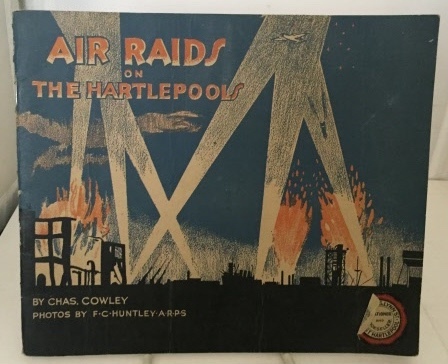 AIR RAIDS
ON
THE HARTLEPOOLS
BY CHAS. COWLEY
PHOTOS BY F·C·HUNTLEY·A·R·P·S